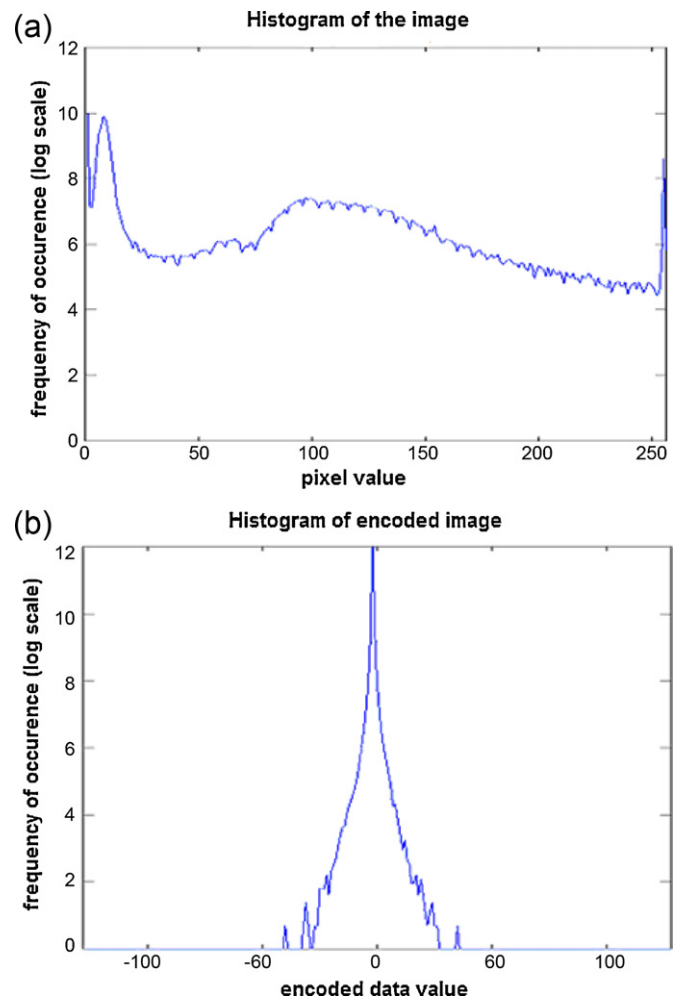 (a)
Histogram of the image
frequency of occurence (log scale)
12
10
8
6
4
2
0
0 50 100 150 200 250
pixel value
(b)
Histogram of encoded image
frequency of occurence (log scale)
12
10
8
6
4
2
0
-100 -60 0 60 100
encoded data value